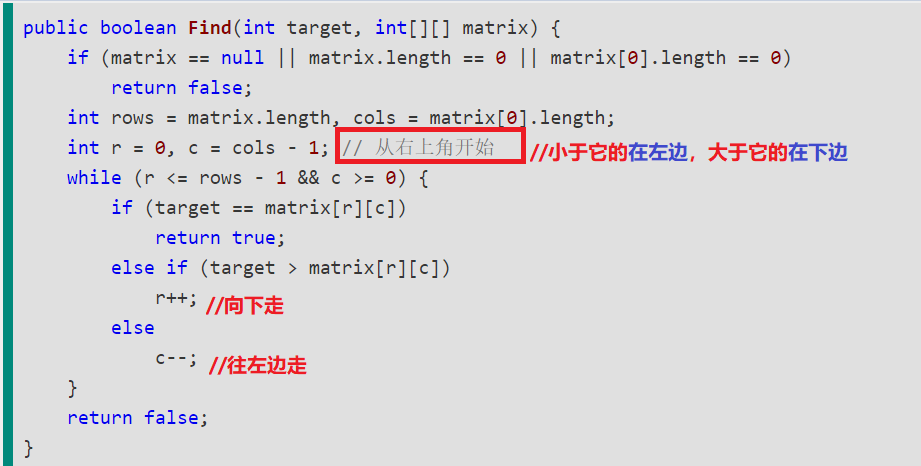 public boolean Find(int target, int[][] matrix) {
    if (matrix == null || matrix.length == 0 || matrix[0].length == 0)
        return false;
    int rows = matrix.length, cols = matrix[0].length;
    int r = 0, c = cols - 1; // 从右上角开始 //小于它的在左边，大于它的在下边
    while (r <= rows - 1 && c >= 0) {
        if (target == matrix[r][c])
            return true;
        else if (target > matrix[r][c])
            r++; //向下走
        else
            c--; //往左边走
    }
    return false;
}